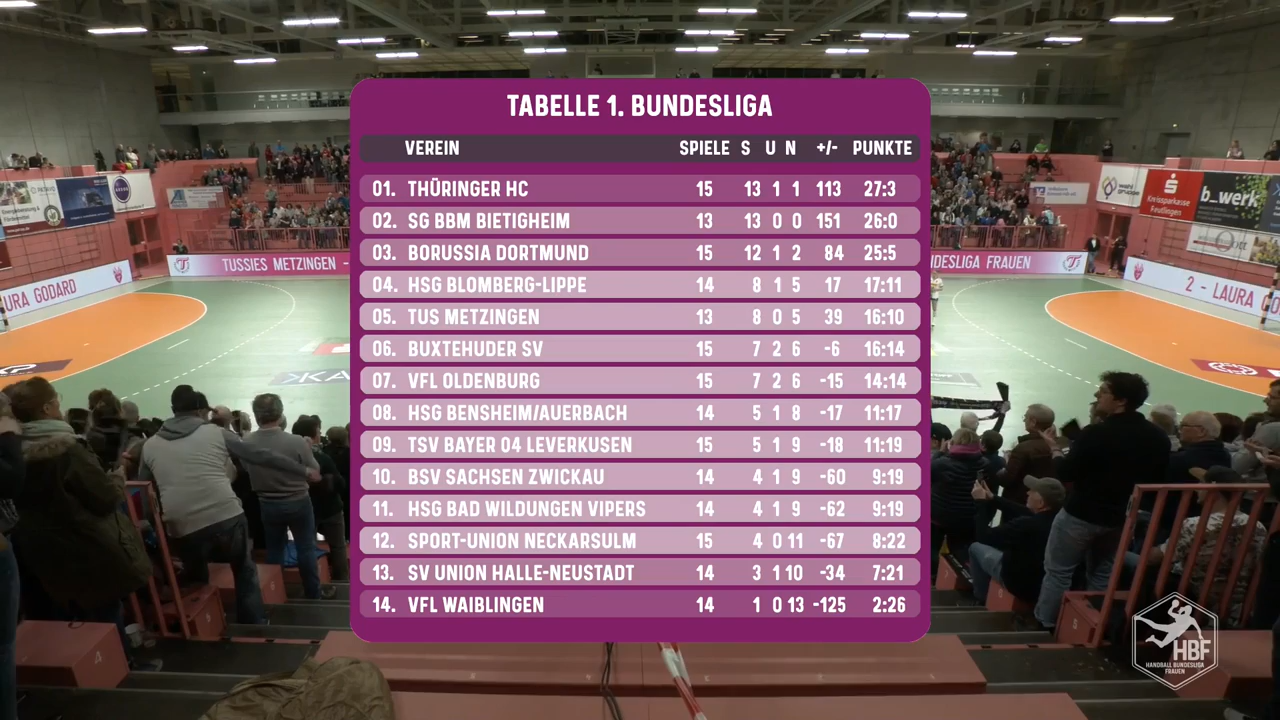 TABELLE 1. BUNDESLIGA
VEREIN SPIELE S U N +/- PUNKTE
01. THÜRINGER HC 15 13 1 1 113 27:3
02. SG BBM BIETIGHEIM 13 13 0 0 151 26:0
03. BORUSSIA DORTMUND 15 12 1 2 84 25:5
04. HSG BLOMBERG-LIPPE 14 8 1 5 17 17:11
05. TUS METZINGEN 13 8 0 5 39 16:10
06. BUXTEHUDER SV 15 7 2 6 -6 16:14
07. VFL OLDENBURG 15 7 2 6 -15 14:14
08. HSG BENSHEIM/AUERBACH 14 5 1 8 -17 11:17
09. TSV BAYER 04 LEVERKUSEN 15 5 1 9 -18 11:19
10. BSV SACHSEN ZWICKAU 14 4 1 9 -60 9:19
11. HSG BAD WILDUNGEN VIPERS 14 4 1 9 -62 9:19
12. SPORT-UNION NECKARSULM 15 4 0 11 -67 8:22
13. SV UNION HALLE-NEUSTADT 14 3 1 10 -34 7:21
14. VFL WAIBLINGEN 14 1 0 13 -125 2:26
TUSSIES METZINGEN -
NDESLIGA FRAUEN
URA GODARD
2 - LAURA GO
wohl gruppe
S
Kreissparkasse
Reutlingen
b_werk
KA
HBF
HANDBALL BUNDESLIGA
FRAUEN